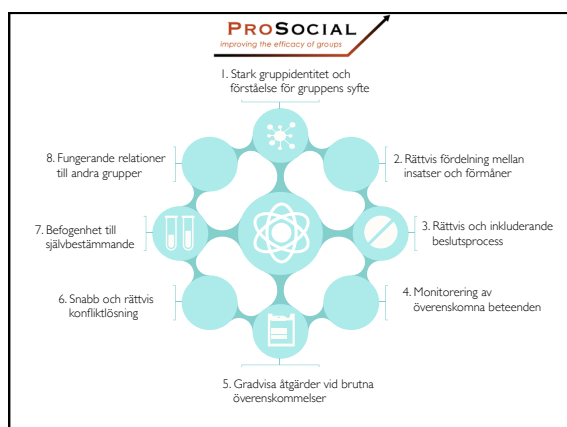 PROSOCIAL
improving the efficacy of groups
1. Stark gruppidentitet och
förståelse för gruppens syfte
2. Rättvis fördelning mellan
insatser och förmåner
3. Rättvis och inkluderande
beslutsprocess
4. Monitorering av
överenskomna beteenden
5. Gradvisa åtgärder vid brutna
överenskommelser
6. Snabb och rättvis
konfliktlösning
7. Befogenhet till
självbestämmande
8. Fungerande relationer
till andra grupper